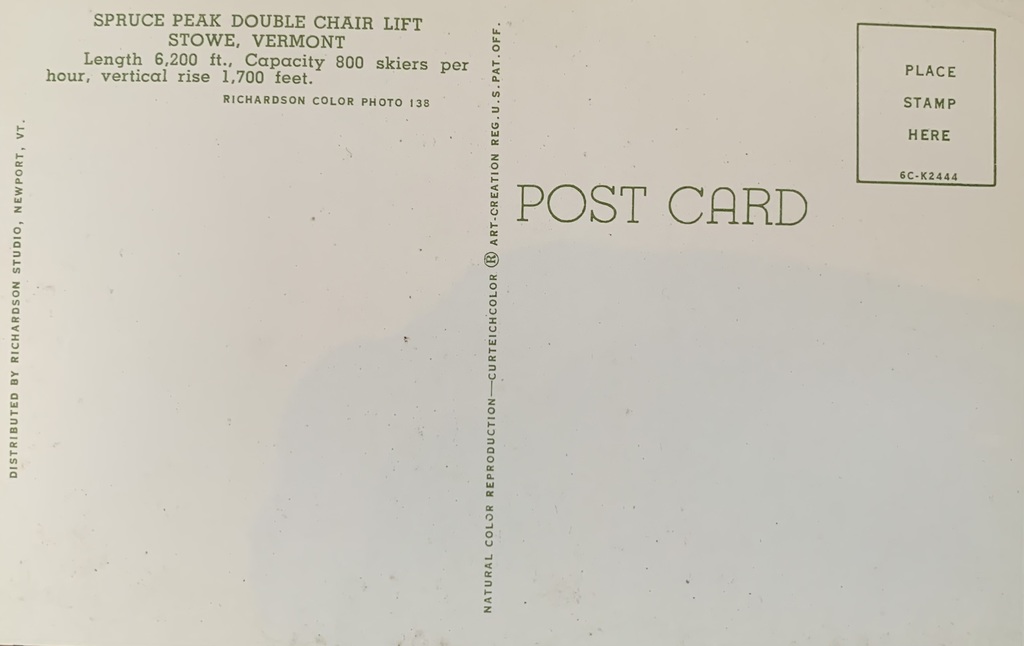 SPRUCE PEAK DOUBLE CHAIR LIFT
STOWE, VERMONT
Length 6,200 ft., Capacity 800 skiers per
hour, vertical rise 1,700 feet.
RICHARDSON COLOR PHOTO 138
DISTRIBUTED BY RICHARDSON STUDIO, NEWPORT, VT.
NATURAL COLOR REPRODUCTION—CURTEICHCOLOR ® ART-CREATION REG. U.S. PAT. OFF.
POST CARD
PLACE
STAMP
HERE
6C-K2444